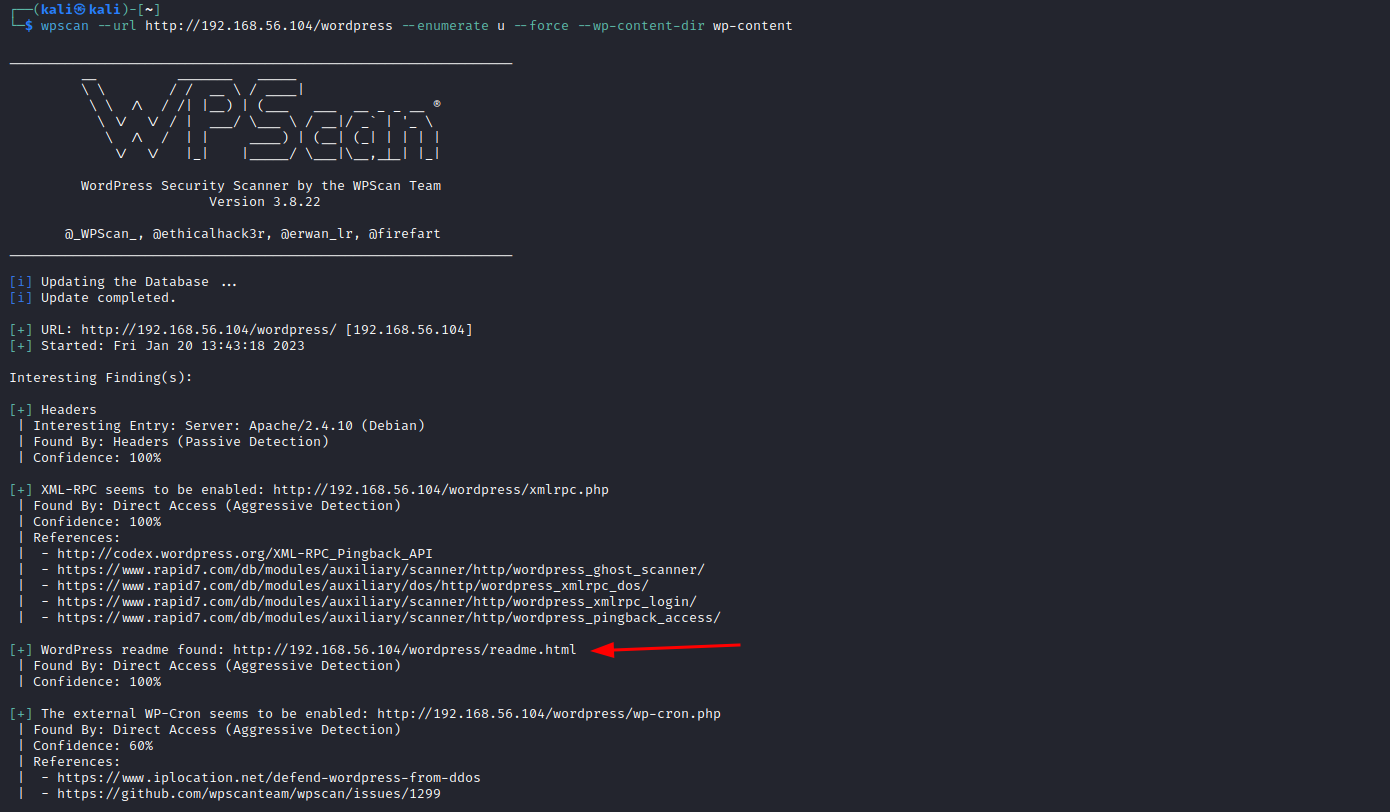 ┌──(kali㉿kali)-[~]
└─$ wpscan --url http://192.168.56.104/wordpress --enumerate u --force --wp-content-dir wp-content
_______________________________________________________________
         __          _______   _____
         \ \        / /  __ \ / ____|
          \ \  /\  / /| |__) | (___   ___  __ _ _ __ ®
           \ \/  \/ / |  ___/ \___ \ / __|/ _` | '_ \
            \  /\  /  | |     ____) | (__| (_| | | | |
             \/  \/   |_|    |_____/ \___|\__,_|_| |_|
WordPress Security Scanner by the WPScan Team
Version 3.8.22
@_WPScan_, @ethicalhack3r, @erwan_lr, @firefart
_______________________________________________________________
[i] Updating the Database ...
[i] Update completed.
[+] URL: http://192.168.56.104/wordpress/ [192.168.56.104]
[+] Started: Fri Jan 20 13:43:18 2023
Interesting Finding(s):
[+] Headers
| Interesting Entry: Server: Apache/2.4.10 (Debian)
| Found By: Headers (Passive Detection)
| Confidence: 100%
[+] XML-RPC seems to be enabled: http://192.168.56.104/wordpress/xmlrpc.php
| Found By: Direct Access (Aggressive Detection)
| Confidence: 100%
| References:
|  - http://codex.wordpress.org/XML-RPC_Pingback_API
|  - https://www.rapid7.com/db/modules/auxiliary/scanner/http/wordpress_ghost_scanner/
|  - https://www.rapid7.com/db/modules/auxiliary/dos/http/wordpress_xmlrpc_dos/
|  - https://www.rapid7.com/db/modules/auxiliary/scanner/http/wordpress_xmlrpc_login/
|  - https://www.rapid7.com/db/modules/auxiliary/scanner/http/wordpress_pingback_access/
[+] WordPress readme found: http://192.168.56.104/wordpress/readme.html
| Found By: Direct Access (Aggressive Detection)
| Confidence: 100%
[+] The external WP-Cron seems to be enabled: http://192.168.56.104/wordpress/wp-cron.php
| Found By: Direct Access (Aggressive Detection)
| Confidence: 60%
| References:
|  - https://www.iplocation.net/defend-wordpress-from-ddos
|  - https://github.com/wpscanteam/wpscan/issues/1299